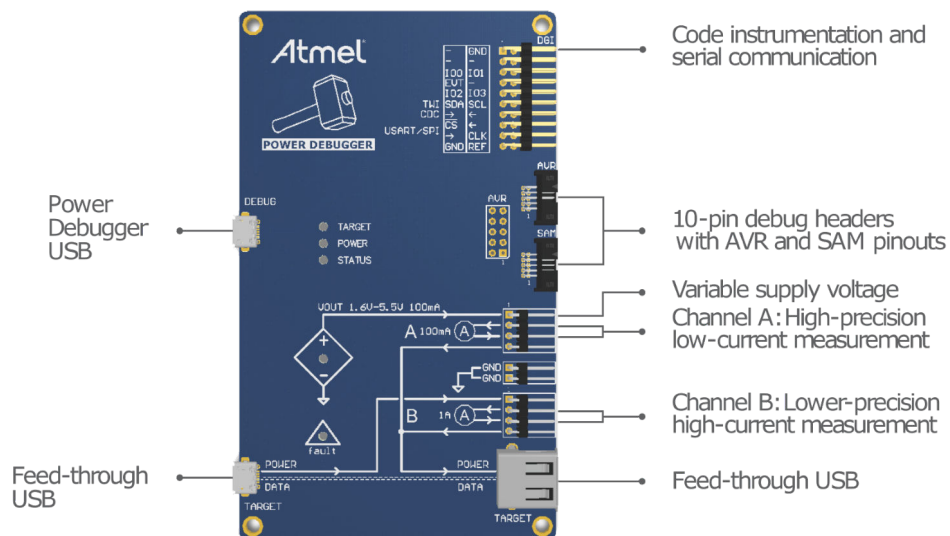 Atmel
POWER DEBUGGER
DGI
- GND
- -
IO0 IO1
EVT -
IO2 IO3
TWI SDA SCL
CDC → ←
USART/SPI CS ←
→ CLK
GND REF
Code instrumentation and
serial communication
Power
Debugger
USB
DEBUG
TARGET
POWER
STATUS
AVR
1
AVR
1
SAM
1
10-pin debug headers
with AVR and SAM pinouts
VOUT 1.6V-5.5V 100mA
1
Variable supply voltage
A 100mA A
Channel A: High-precision
low-current measurement
+
−
GND
GND
B 1A A
Channel B: Lower-precision
high-current measurement
fault
Feed-through
USB
POWER
DATA
TARGET
POWER
DATA
TARGET
Feed-through USB